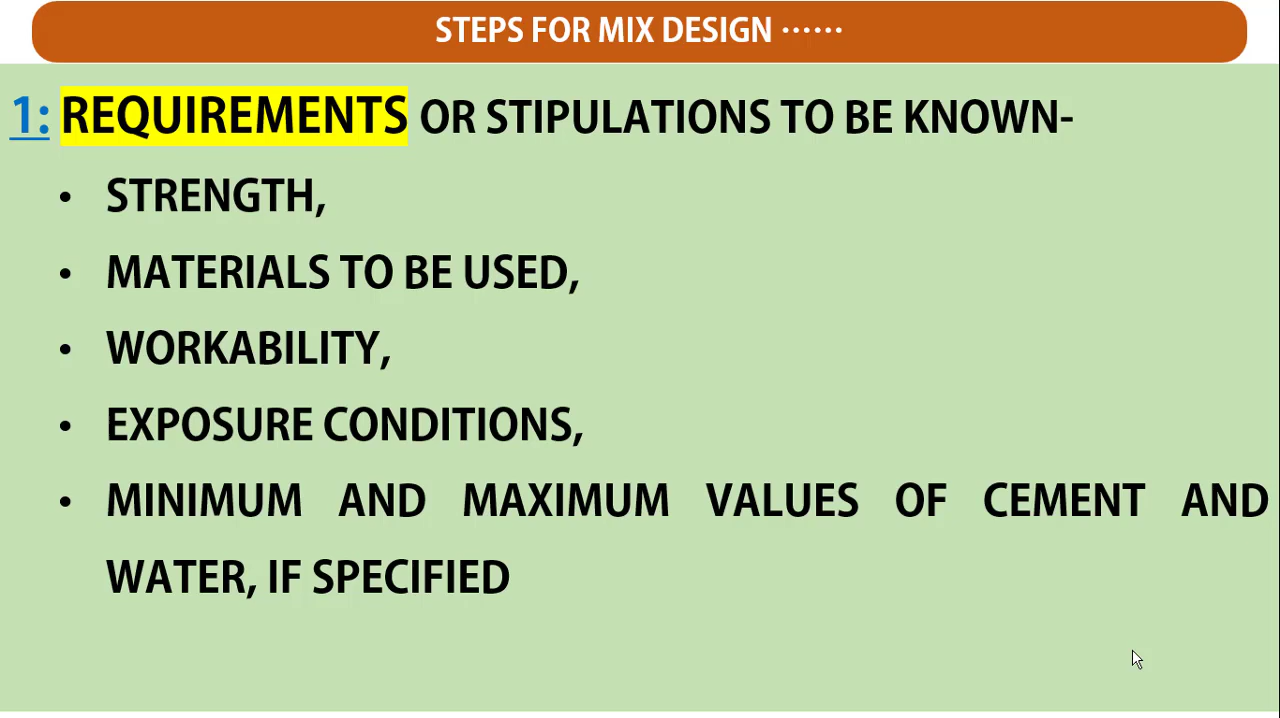 STEPS FOR MIX DESIGN ······
1: REQUIREMENTS OR STIPULATIONS TO BE KNOWN-
• STRENGTH,
• MATERIALS TO BE USED,
• WORKABILITY,
• EXPOSURE CONDITIONS,
• MINIMUM AND MAXIMUM VALUES OF CEMENT AND
WATER, IF SPECIFIED